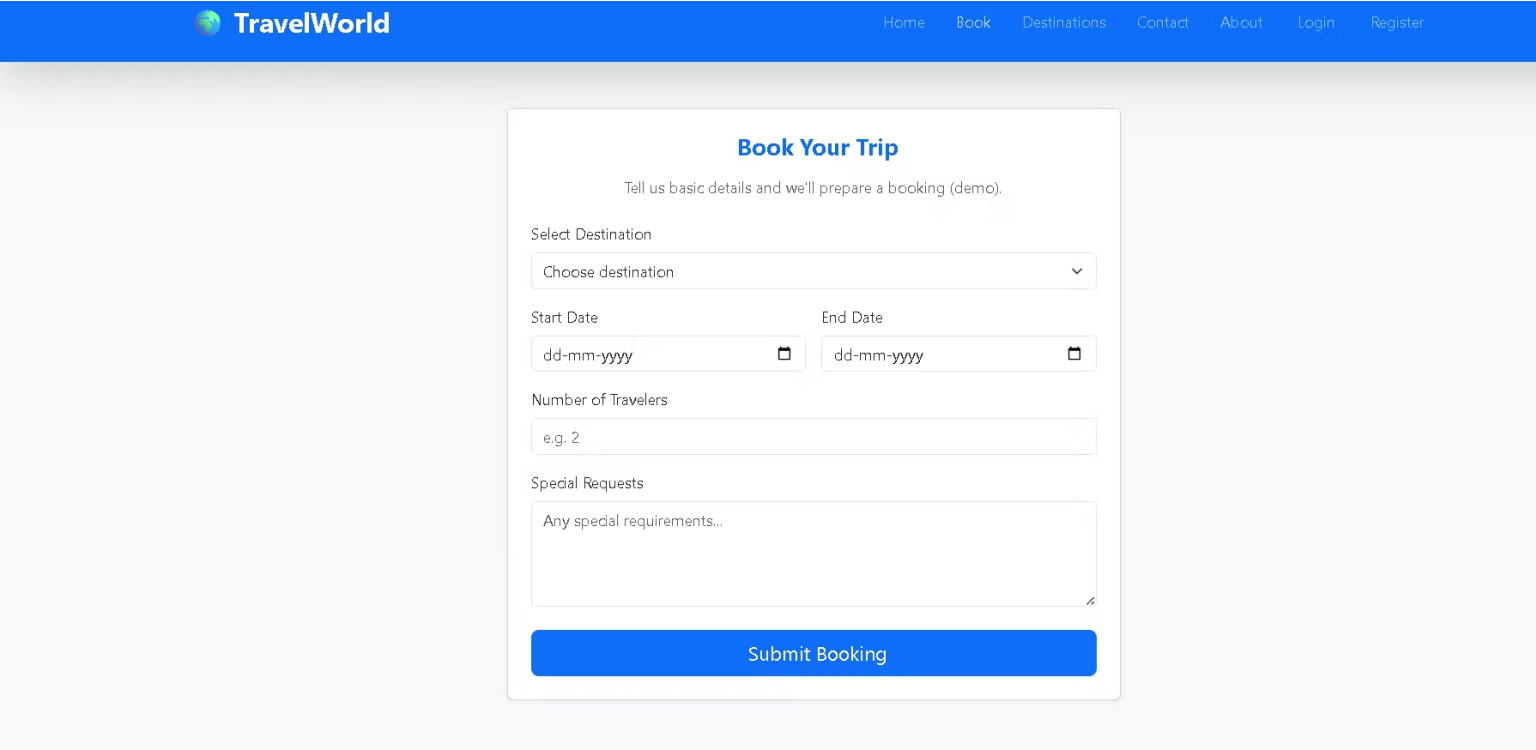 TravelWorld Home Book Destinations Contact About Login Register
Book Your Trip
Tell us basic details and we'll prepare a booking (demo).
Select Destination
Choose destination
Start Date End Date
dd-mm-yyyy dd-mm-yyyy
Number of Travelers
e.g. 2
Special Requests
Any special requirements...
Submit Booking